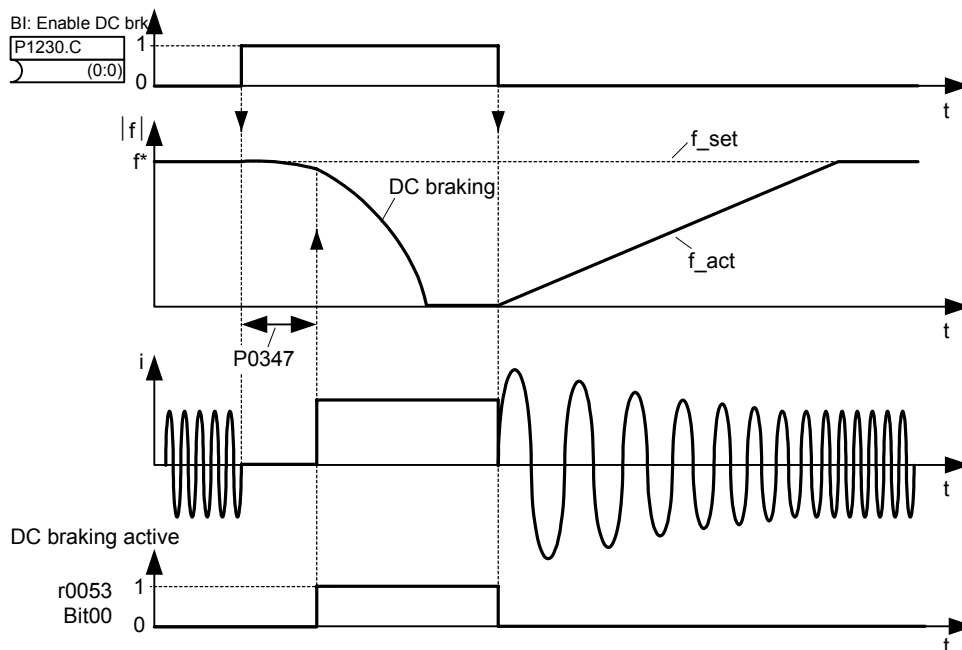 BI: Enable DC brk
P1230.C
(0:0)
1
0
t
|f|
f*
f_set
DC braking
f_act
t
P0347
i
t
DC braking active
r0053
Bit00
1
0
t